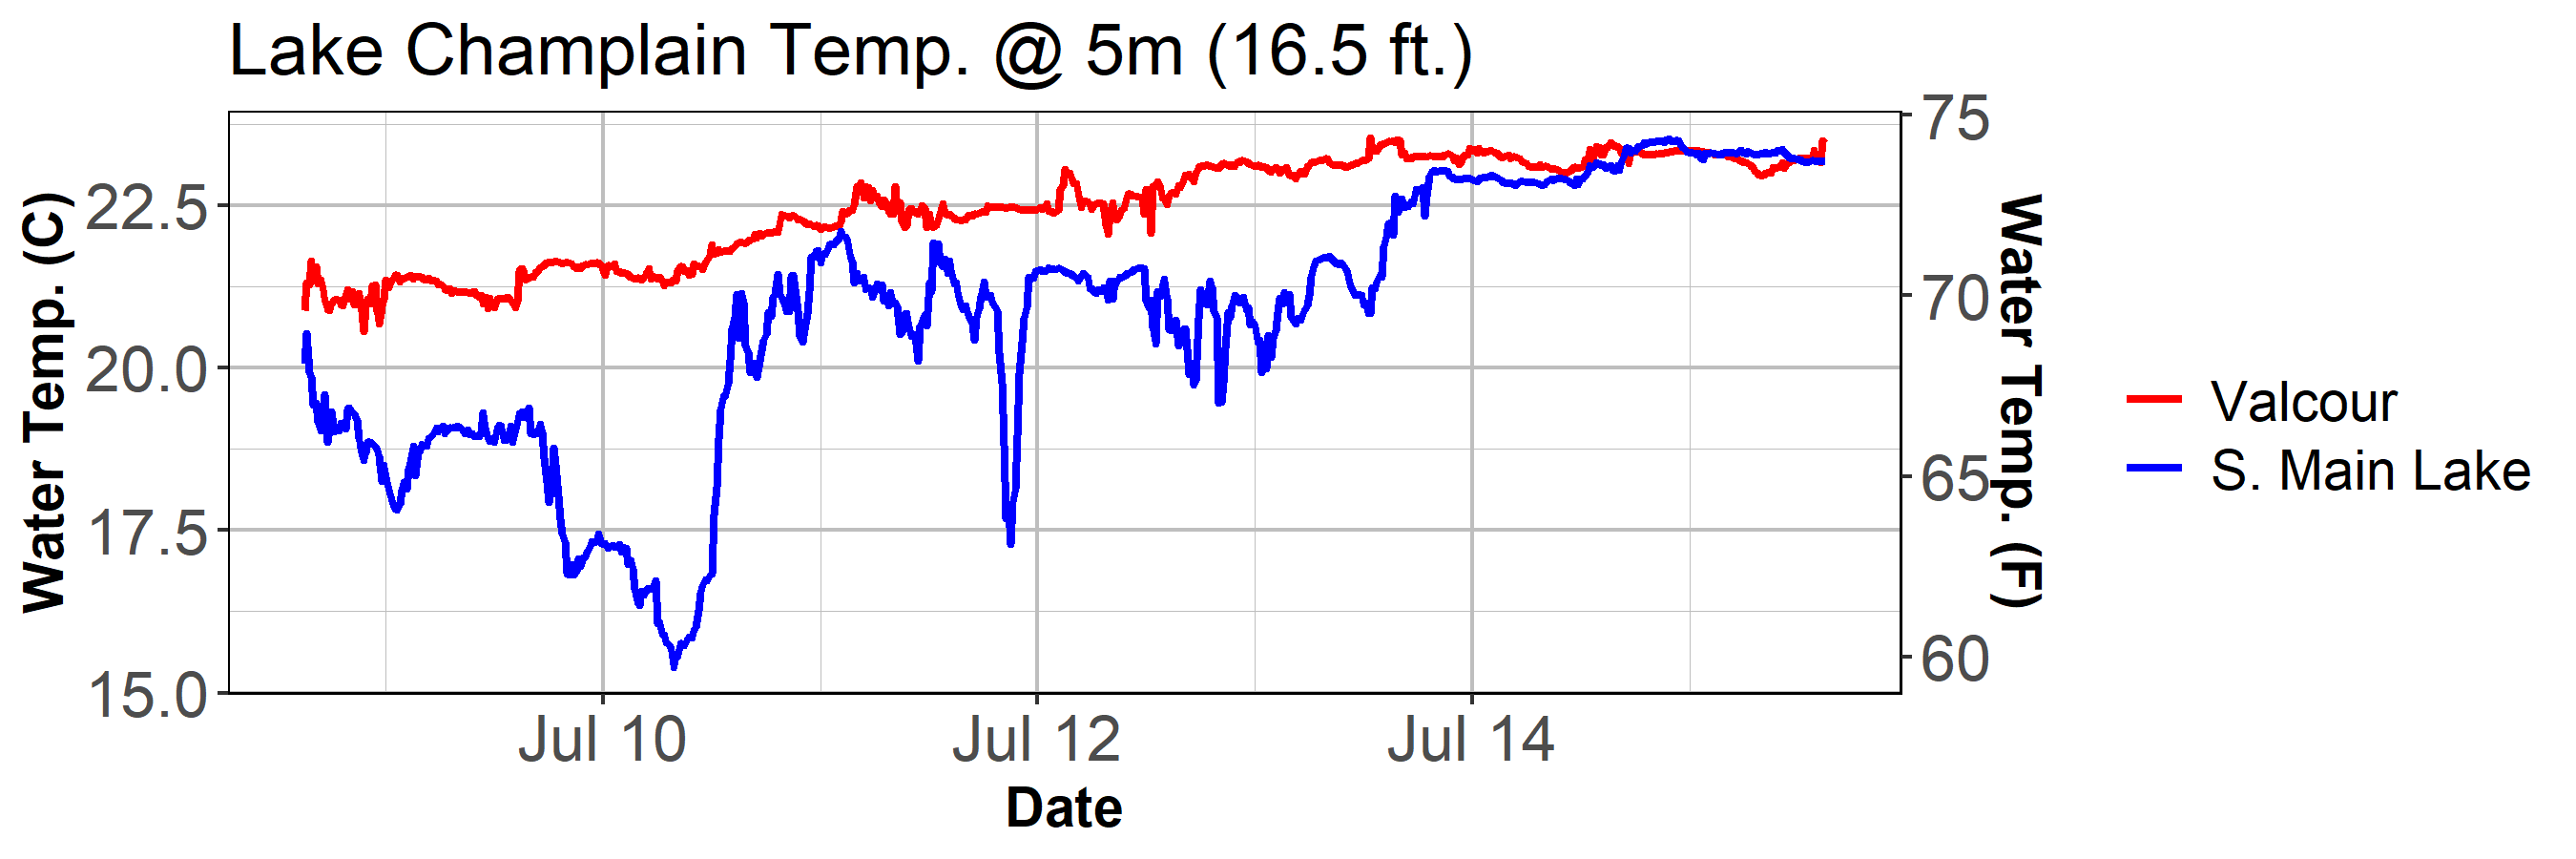 Lake Champlain Temp. @ 5m (16.5 ft.)
Water Temp. (C)
22.5
20.0
17.5
15.0
75
70
65
60
Water Temp. (F)
Jul 10
Jul 12
Jul 14
Date
Valcour
S. Main Lake